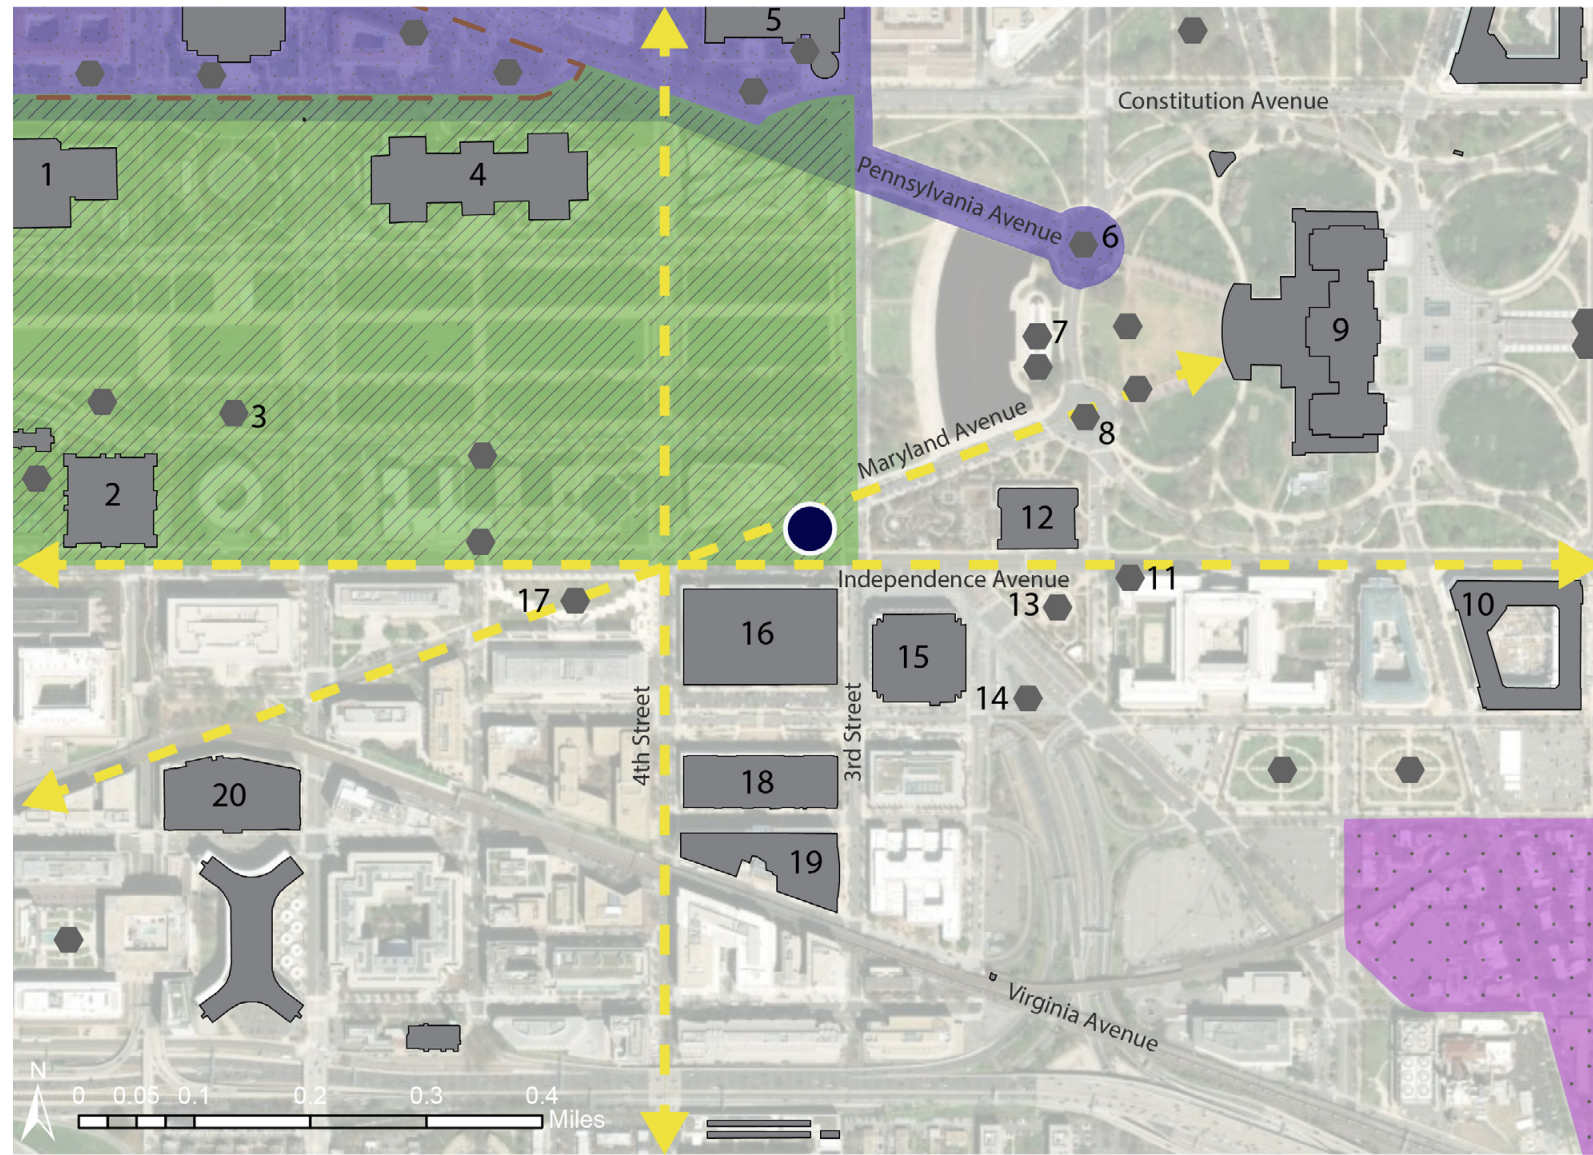 5
Constitution Avenue
1
4
Pennsylvania Avenue
6
7
9
3
Maryland Avenue
8
2
12
Independence Avenue
11
17
13
10
16
15
14
4th Street
3rd Street
18
20
19
Virginia Avenue
N
0 0.05 0.1 0.2 0.3 0.4
Miles